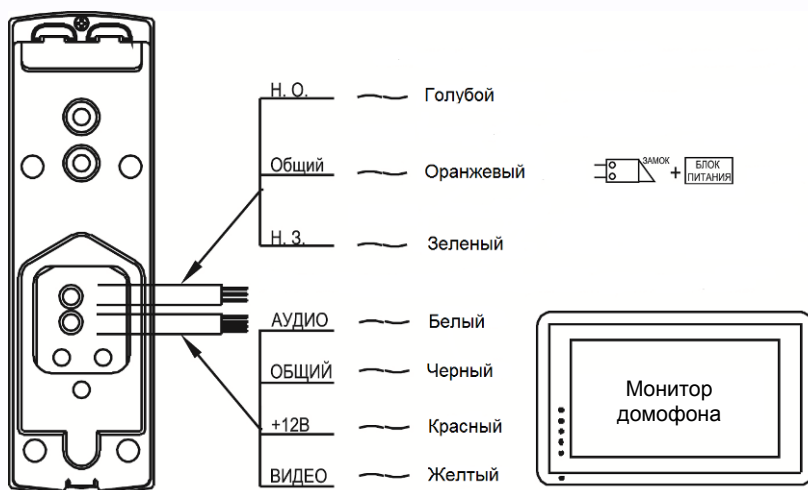 Н. О. Голубой
Общий Оранжевый
ЗАМОК + БЛОК ПИТАНИЯ
Н. З. Зеленый
АУДИО Белый
ОБЩИЙ Черный
+12В Красный
ВИДЕО Желтый
Монитор
домофона